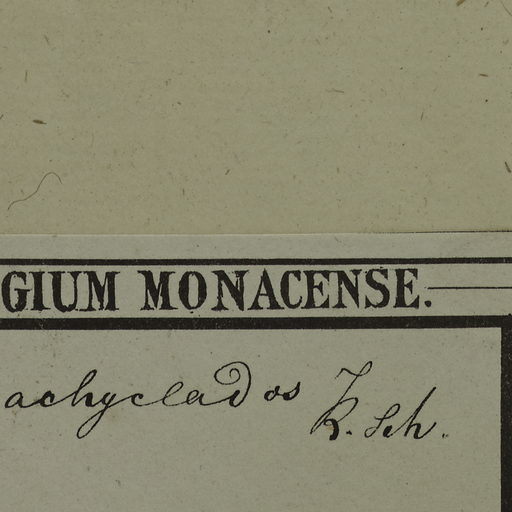 GIUM MONACENSE.
achyclados K. Sch.